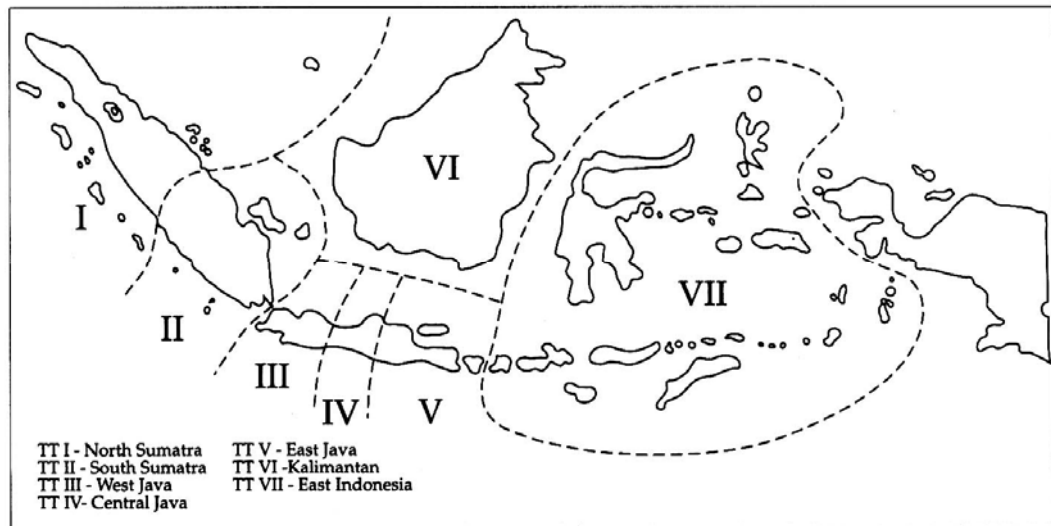 VI
I
VII
II
III
IV
V
TT I - North Sumatra
TT II - South Sumatra
TT III - West Java
TT IV- Central Java
TT V - East Java
TT VI -Kalimantan
TT VII - East Indonesia